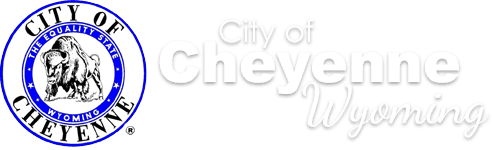 CITY OF
THE EQUALITY STATE
WYOMING
CHEYENNE
®
City of
Cheyenne
Wyoming